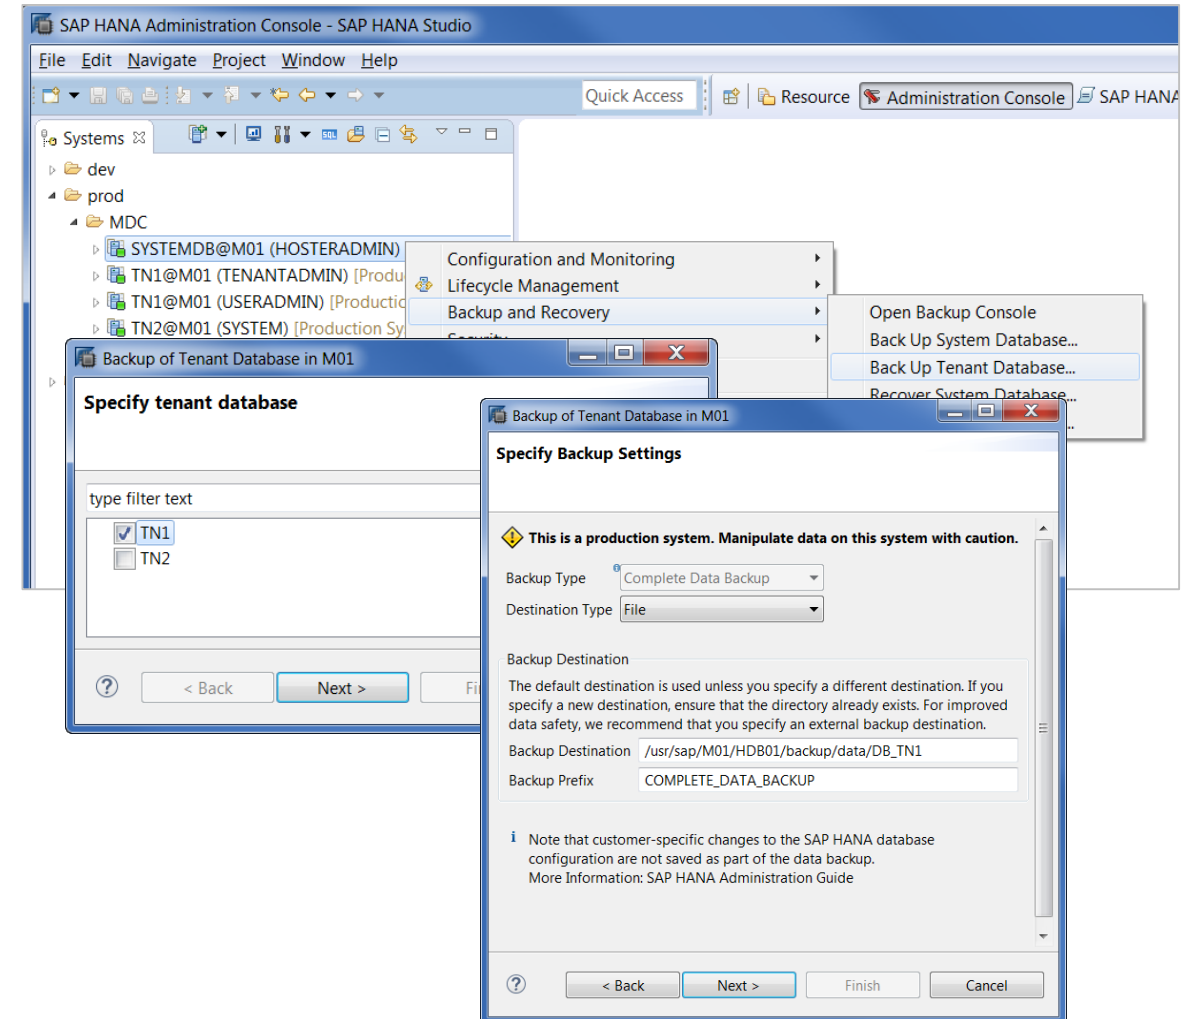 SAP HANA Administration Console - SAP HANA Studio
File Edit Navigate Project Window Help
Quick Access Resource Administration Console SAP HANA
Systems
dev
prod
MDC
SYSTEMDB@M01 (HOSTERADMIN)
TN1@M01 (TENANTADMIN) [Produ
TN1@M01 (USERADMIN) [Productio
TN2@M01 (SYSTEM) [Production Sy
Configuration and Monitoring
Lifecycle Management
Backup and Recovery
Security
Open Backup Console
Back Up System Database...
Back Up Tenant Database...
Recover System Database...
Backup of Tenant Database in M01
Specify tenant database
type filter text
TN1
TN2
< Back Next > Fi
Backup of Tenant Database in M01
Specify Backup Settings
This is a production system. Manipulate data on this system with caution.
Backup Type Complete Data Backup
Destination Type File
Backup Destination
The default destination is used unless you specify a different destination. If you
specify a new destination, ensure that the directory already exists. For improved
data safety, we recommend that you specify an external backup destination.
Backup Destination /usr/sap/M01/HDB01/backup/data/DB_TN1
Backup Prefix COMPLETE_DATA_BACKUP
Note that customer-specific changes to the SAP HANA database
configuration are not saved as part of the data backup.
More Information: SAP HANA Administration Guide
< Back Next > Finish Cancel